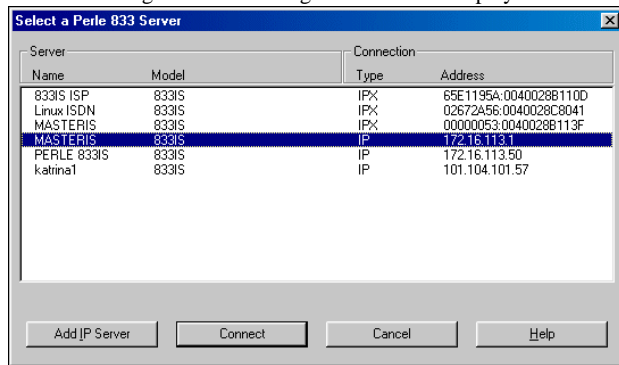 Select a Perle 833 Server
Server Connection
Name Model Type Address
833IS ISP 833IS IPX 65E1195A:0040028B110D
Linux ISDN 833IS IPX 02672A56:0040028C8041
MASTERIS 833IS IPX 00000053:0040028B113F
MASTERIS 833IS IP 172.16.113.1
PERLE 833IS 833IS IP 172.16.113.50
katrina1 833IS IP 101.104.101.57
Add IP Server Connect Cancel Help